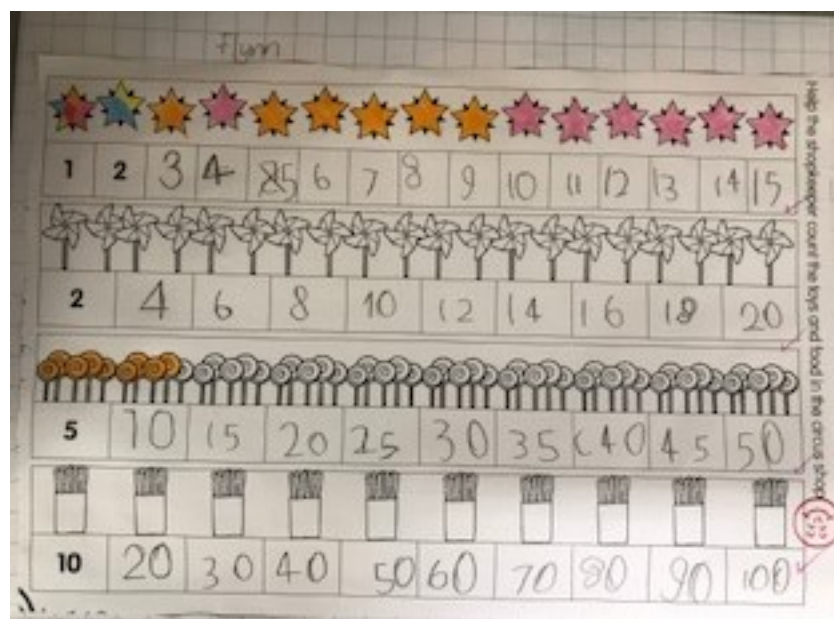 Flynn
Help the shopkeeper count the toys and food in the circus shop.
1 2 3 4 5 6 7 8 9 10 11 12 13 14 15
2 4 6 8 10 12 14 16 18 20
5 10 15 20 25 30 35 40 45 50
10 20 30 40 50 60 70 80 90 100